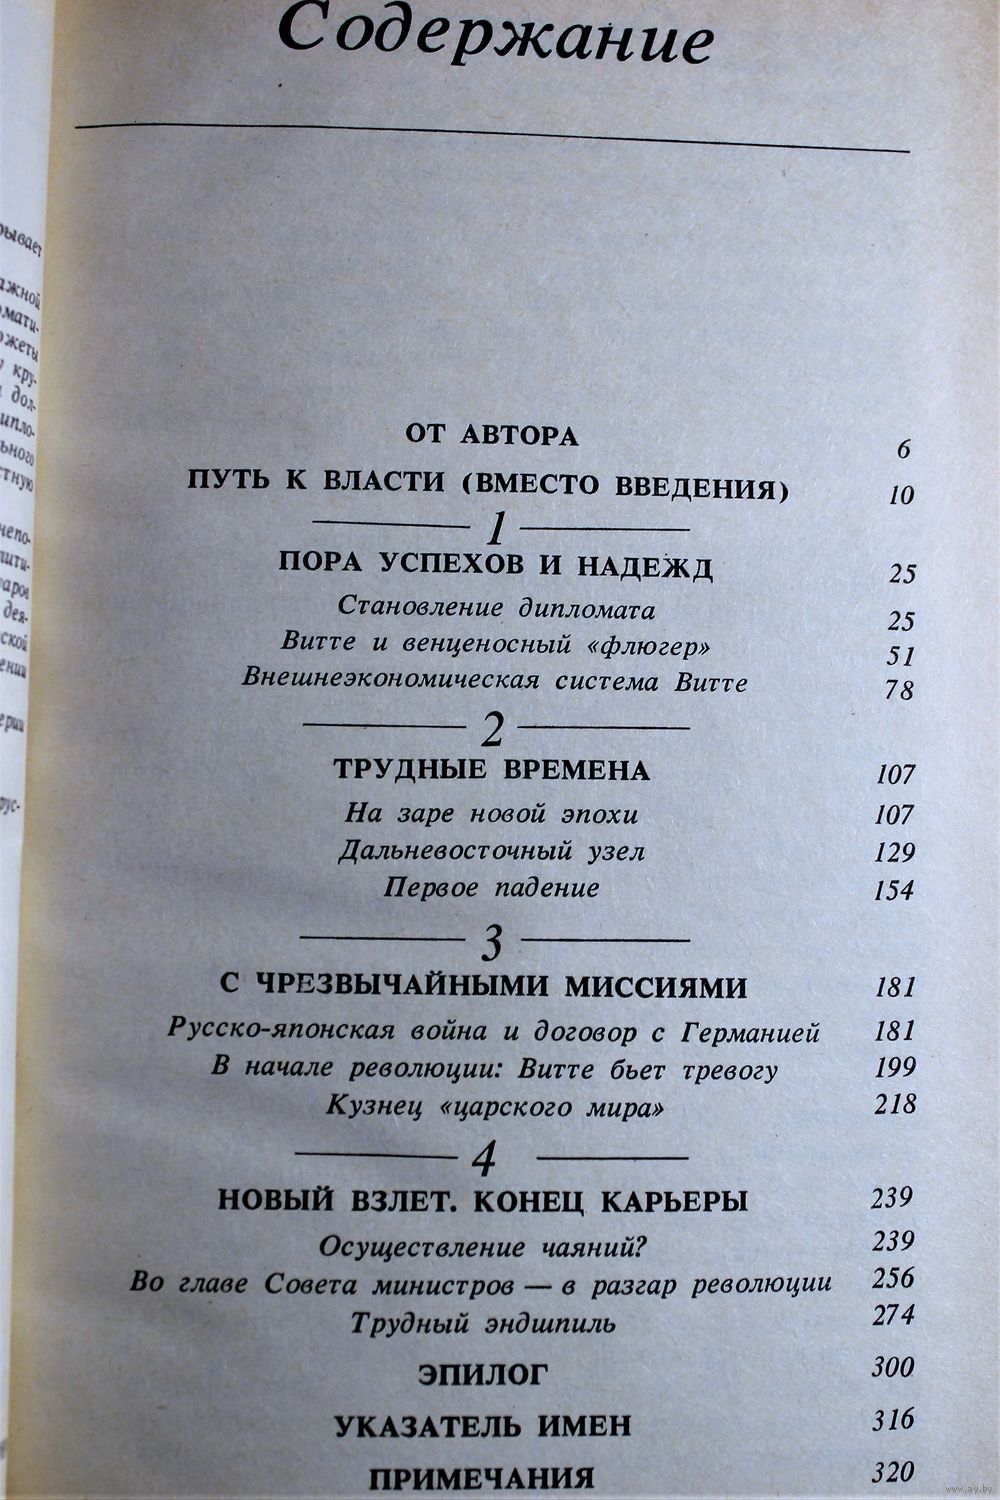 Содержание
ОТ АВТОРА 6
ПУТЬ К ВЛАСТИ (ВМЕСТО ВВЕДЕНИЯ) 10
1
ПОРА УСПЕХОВ И НАДЕЖД 25
Становление дипломата 25
Витте и венценосный «флюгер» 51
Внешнеэкономическая система Витте 78
2
ТРУДНЫЕ ВРЕМЕНА 107
На заре новой эпохи 107
Дальневосточный узел 129
Первое падение 154
3
С ЧРЕЗВЫЧАЙНЫМИ МИССИЯМИ 181
Русско-японская война и договор с Германией 181
В начале революции: Витте бьет тревогу 199
Кузнец «царского мира» 218
4
НОВЫЙ ВЗЛЕТ. КОНЕЦ КАРЬЕРЫ 239
Осуществление чаяний? 239
Во главе Совета министров — в разгар революции 256
Трудный эндшпиль 274
ЭПИЛОГ 300
УКАЗАТЕЛЬ ИМЕН 316
ПРИМЕЧАНИЯ 320
www.ay.by